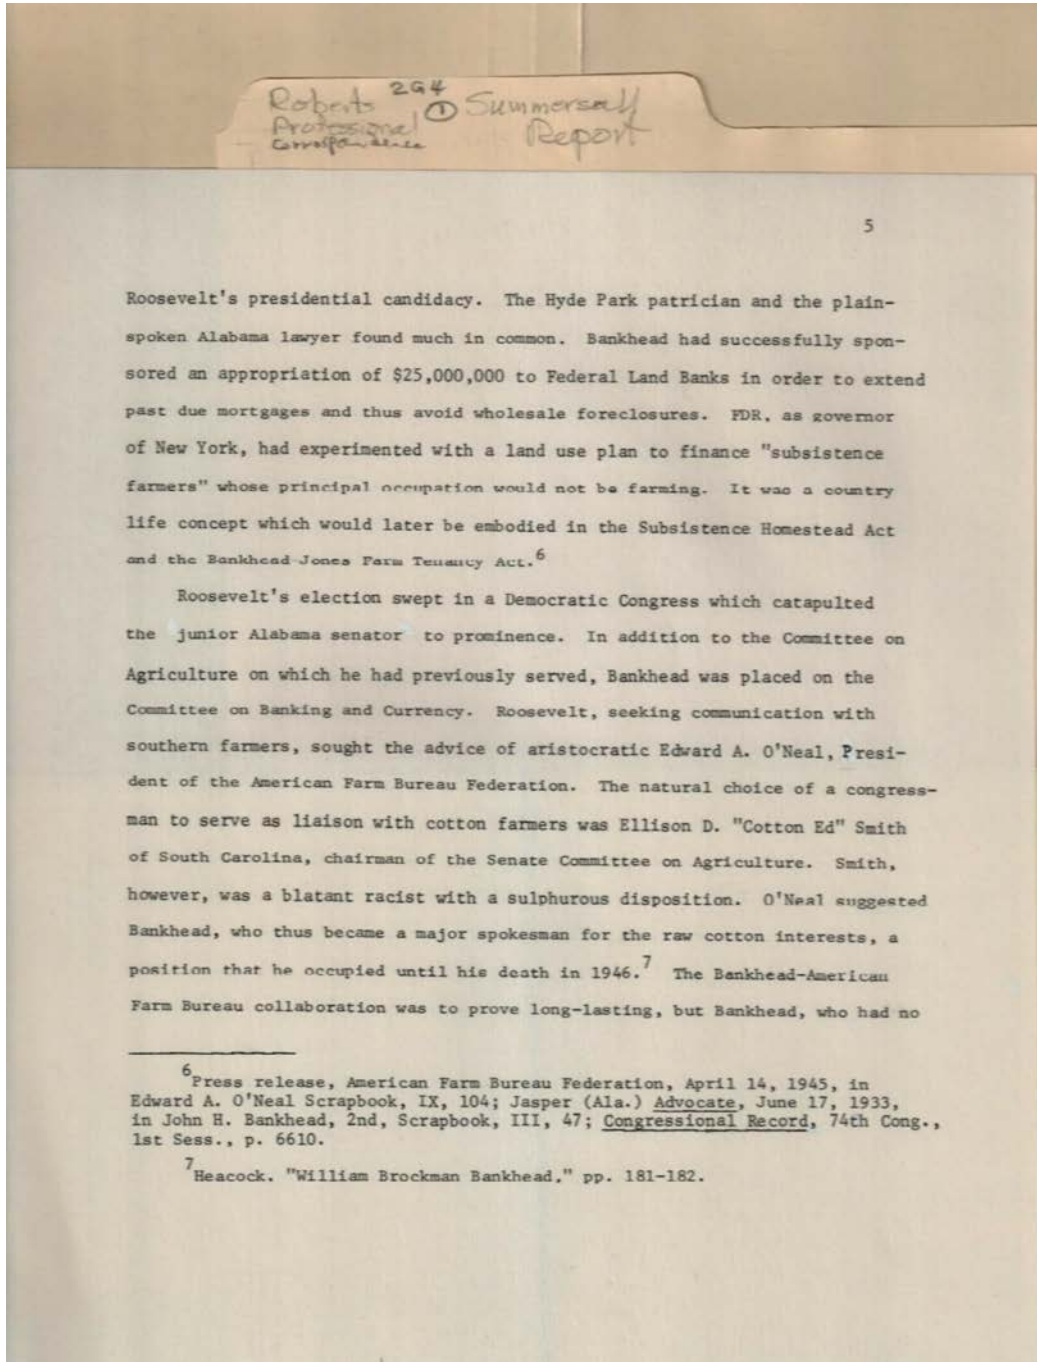 Roberts 2G4 ① Summersell
Professional Report
Correspondence
5
Roosevelt's presidential candidacy. The Hyde Park patrician and the plain-
spoken Alabama lawyer found much in common. Bankhead had successfully spon-
sored an appropriation of $25,000,000 to Federal Land Banks in order to extend
past due mortgages and thus avoid wholesale foreclosures. FDR, as governor
of New York, had experimented with a land use plan to finance "subsistence
farmers" whose principal occupation would not be farming. It was a country
life concept which would later be embodied in the Subsistence Homestead Act
and the Bankhead-Jones Farm Tenancy Act.6
Roosevelt's election swept in a Democratic Congress which catapulted
the junior Alabama senator to prominence. In addition to the Committee on
Agriculture on which he had previously served, Bankhead was placed on the
Committee on Banking and Currency. Roosevelt, seeking communication with
southern farmers, sought the advice of aristocratic Edward A. O'Neal, Presi-
dent of the American Farm Bureau Federation. The natural choice of a congress-
man to serve as liaison with cotton farmers was Ellison D. "Cotton Ed" Smith
of South Carolina, chairman of the Senate Committee on Agriculture. Smith,
however, was a blatant racist with a sulphurous disposition. O'Neal suggested
Bankhead, who thus became a major spokesman for the raw cotton interests, a
position that he occupied until his death in 1946.7 The Bankhead-American
Farm Bureau collaboration was to prove long-lasting, but Bankhead, who had no
6Press release, American Farm Bureau Federation, April 14, 1945, in
Edward A. O'Neal Scrapbook, IX, 104; Jasper (Ala.) Advocate, June 17, 1933,
in John H. Bankhead, 2nd, Scrapbook, III, 47; Congressional Record, 74th Cong.,
1st Sess., p. 6610.
7Heacock. "William Brockman Bankhead," pp. 181-182.